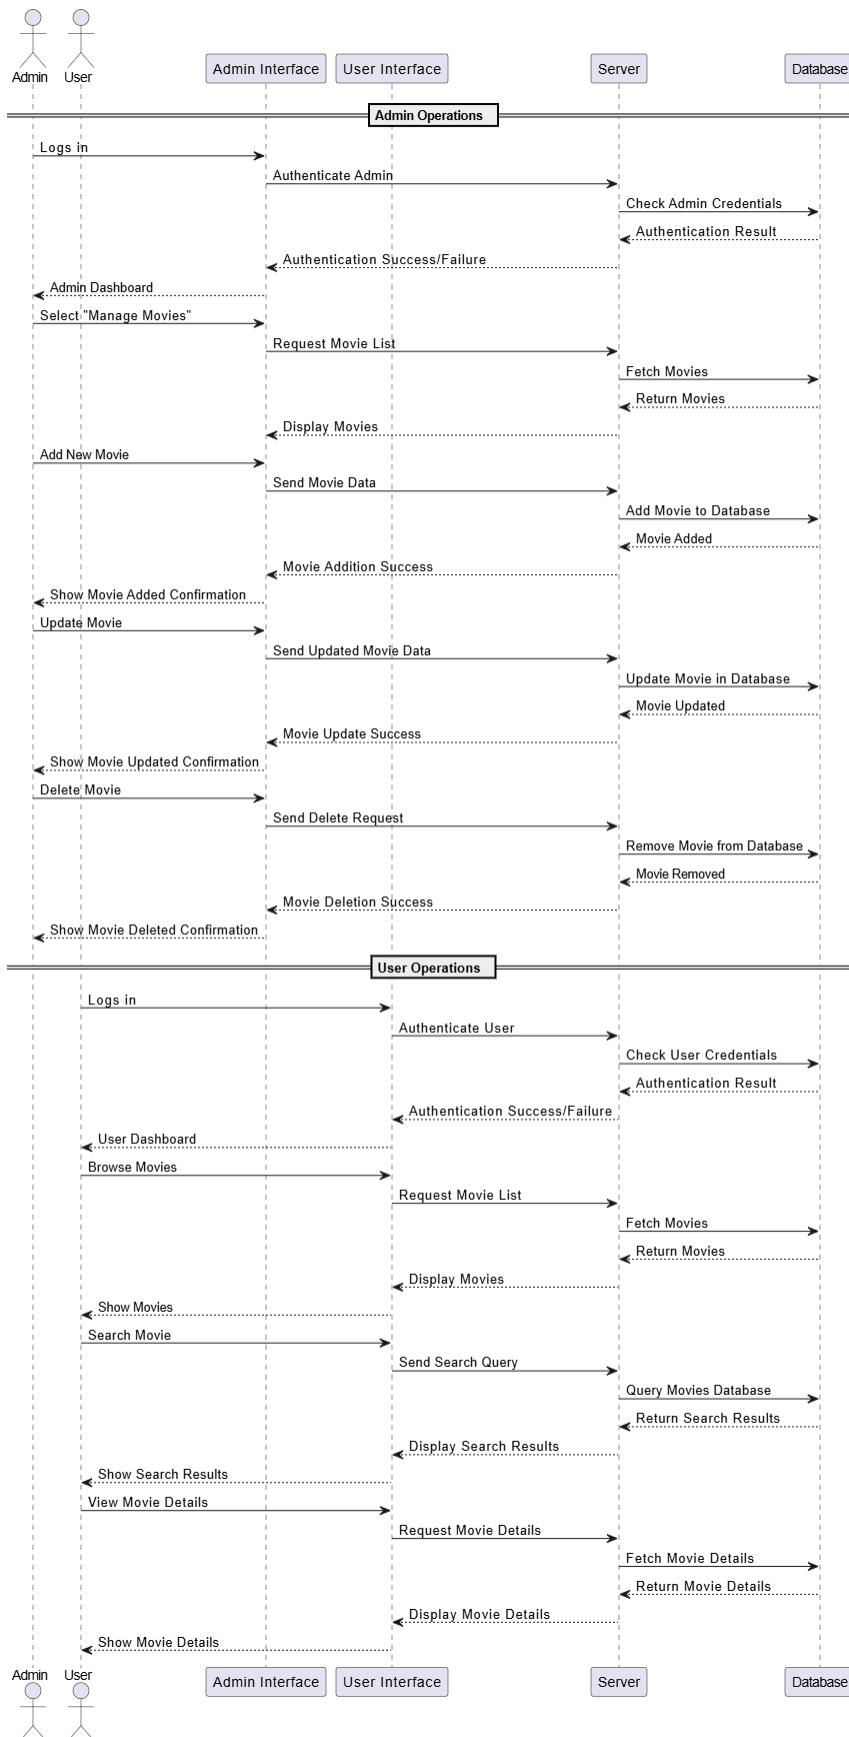 Admin
User
Admin Interface
User Interface
Server
Database
Admin Operations
Logs in
Authenticate Admin
Check Admin Credentials
Authentication Result
Authentication Success/Failure
Admin Dashboard
Select "Manage Movies"
Request Movie List
Fetch Movies
Return Movies
Display Movies
Add New Movie
Send Movie Data
Add Movie to Database
Movie Added
Movie Addition Success
Show Movie Added Confirmation
Update Movie
Send Updated Movie Data
Update Movie in Database
Movie Updated
Movie Update Success
Show Movie Updated Confirmation
Delete Movie
Send Delete Request
Remove Movie from Database
Movie Removed
Movie Deletion Success
Show Movie Deleted Confirmation
User Operations
Logs in
Authenticate User
Check User Credentials
Authentication Result
Authentication Success/Failure
User Dashboard
Browse Movies
Request Movie List
Fetch Movies
Return Movies
Display Movies
Show Movies
Search Movie
Send Search Query
Query Movies Database
Return Search Results
Display Search Results
Show Search Results
View Movie Details
Request Movie Details
Fetch Movie Details
Return Movie Details
Display Movie Details
Show Movie Details
Admin
User
Admin Interface
User Interface
Server
Database